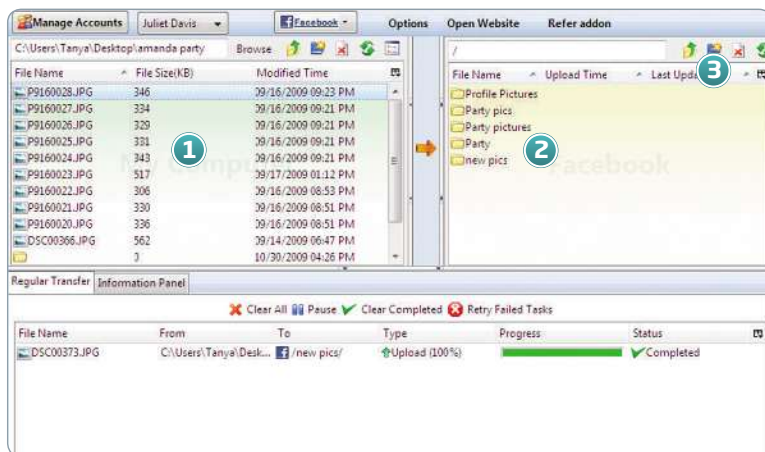 Manage Accounts Juliet Davis Facebook Options Open Website Refer addon
C:\Users\Tanya\Desktop\amanda party Browse /
3
File Name File Size(KB) Modified Time
P9160028.JPG 346 09/16/2009 09:23 PM
P9160027.JPG 334 09/16/2009 09:21 PM
P9160026.JPG 329 09/16/2009 09:21 PM
P9160025.JPG 331 09/16/2009 09:21 PM
P9160024.JPG 343 09/16/2009 09:21 PM
P9160023.JPG 517 09/17/2009 01:12 PM
P9160022.JPG 306 09/16/2009 08:53 PM
P9160021.JPG 330 09/16/2009 08:51 PM
P9160020.JPG 336 09/16/2009 08:51 PM
DSC00366.JPG 562 09/14/2009 06:47 PM
10/30/2009 04:26 PM
1
My Computer
File Name Upload Time Last
Profile Pictures
Party pics
Party pictures
Party
new pics
2
Facebook
Regular Transfer Information Panel
Clear All Pause Clear Completed Retry Failed Tasks
File Name From To Type Progress Status
DSC00373.JPG C:\Users\Tanya\Desk... /new pics/ Upload (100%) Completed